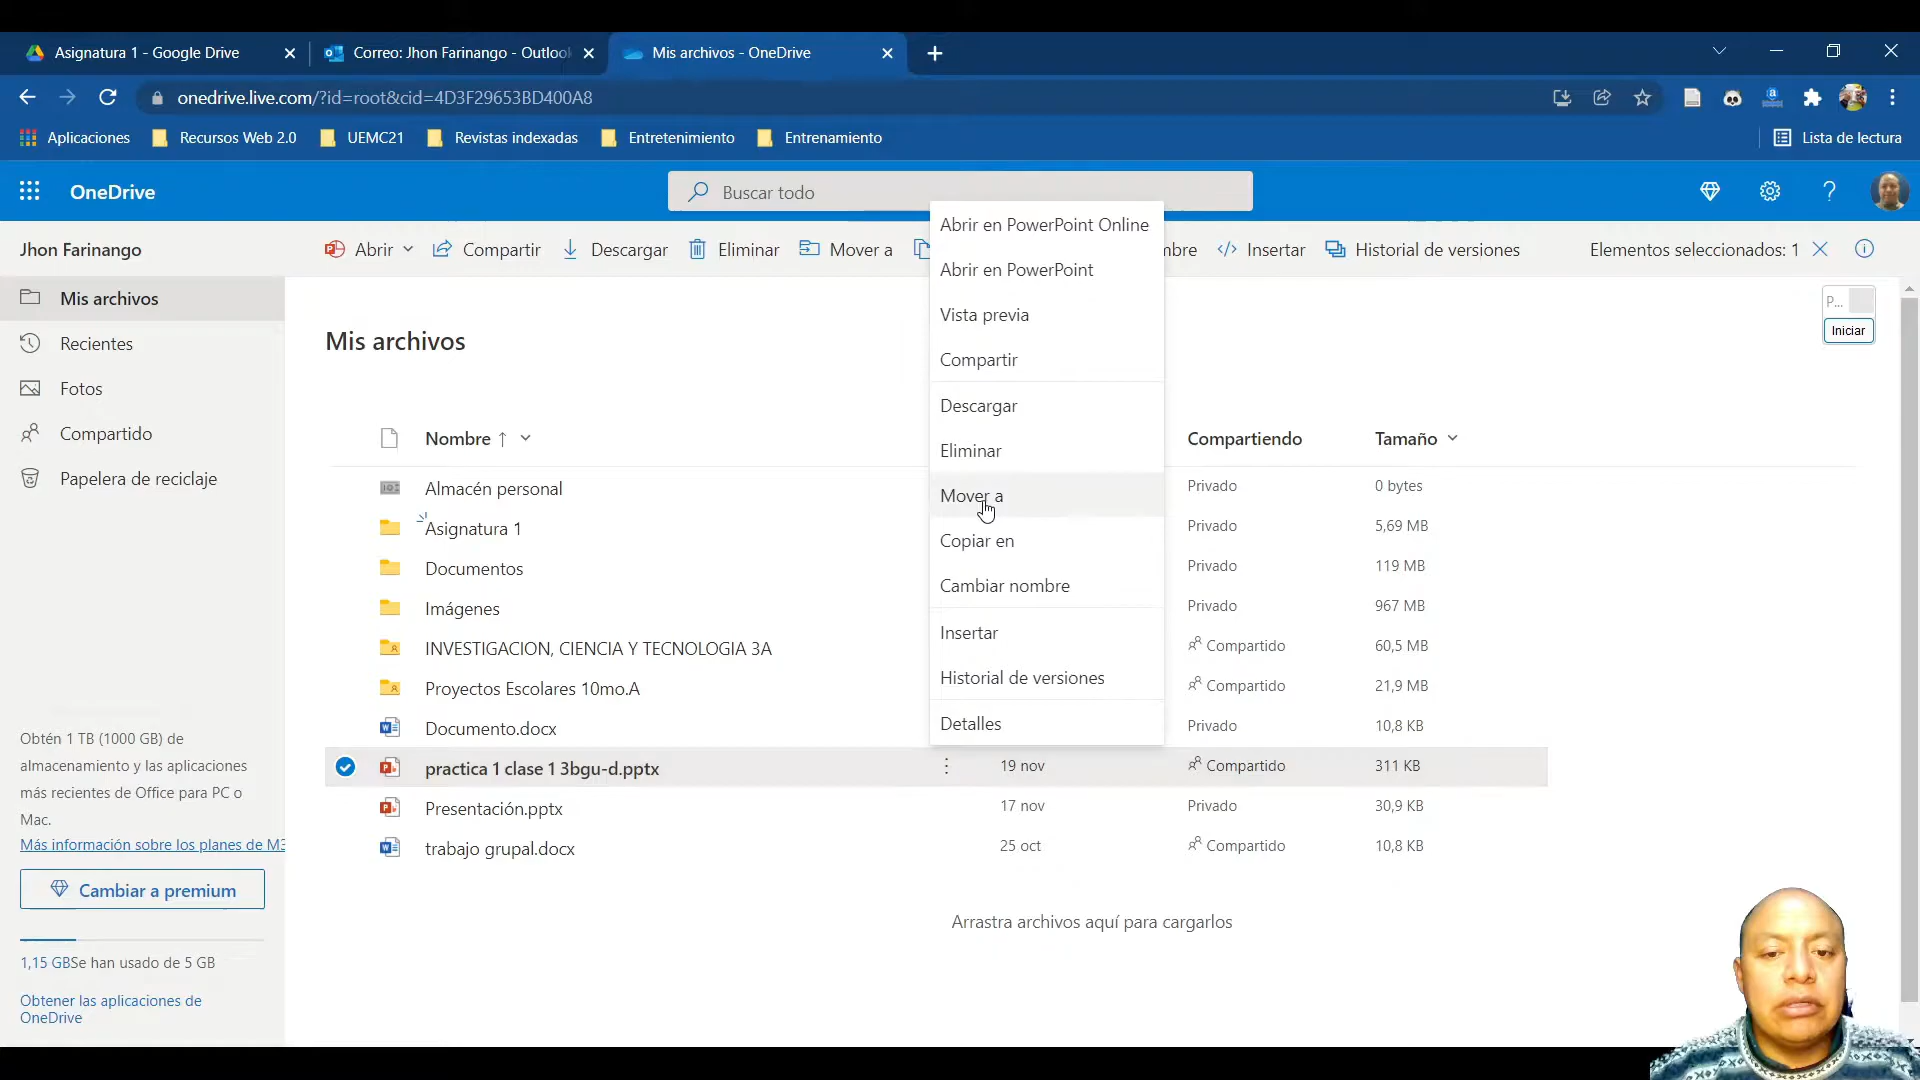 Asignatura 1 - Google Drive
Correo: Jhon Farinango - Outlook
Mis archivos - OneDrive
onedrive.live.com/?id=root&cid=4D3F29653BD400A8
Aplicaciones
Recursos Web 2.0
UEMC21
Revistas indexadas
Entretenimiento
Entrenamiento
Lista de lectura
OneDrive
Buscar todo
Jhon Farinango
Abrir
Compartir
Descargar
Eliminar
Mover a
mbre
Insertar
Historial de versiones
Elementos seleccionados: 1
Mis archivos
Recientes
Fotos
Compartido
Papelera de reciclaje
Obtén 1 TB (1000 GB) de
almacenamiento y las aplicaciones
más recientes de Office para PC o
Mac.
Más información sobre los planes de M3
Cambiar a premium
1,15 GBSe han usado de 5 GB
Obtener las aplicaciones de
OneDrive
Mis archivos
P...
Iniciar
Nombre
Compartiendo
Tamaño
Almacén personal
Privado
0 bytes
Asignatura 1
Privado
5,69 MB
Documentos
Privado
119 MB
Imágenes
Privado
967 MB
INVESTIGACION, CIENCIA Y TECNOLOGIA 3A
Compartido
60,5 MB
Proyectos Escolares 10mo.A
Compartido
21,9 MB
Documento.docx
Privado
10,8 KB
practica 1 clase 1 3bgu-d.pptx
19 nov
Compartido
311 KB
Presentación.pptx
17 nov
Privado
30,9 KB
trabajo grupal.docx
25 oct
Compartido
10,8 KB
Arrastra archivos aquí para cargarlos
Abrir en PowerPoint Online
Abrir en PowerPoint
Vista previa
Compartir
Descargar
Eliminar
Mover a
Copiar en
Cambiar nombre
Insertar
Historial de versiones
Detalles